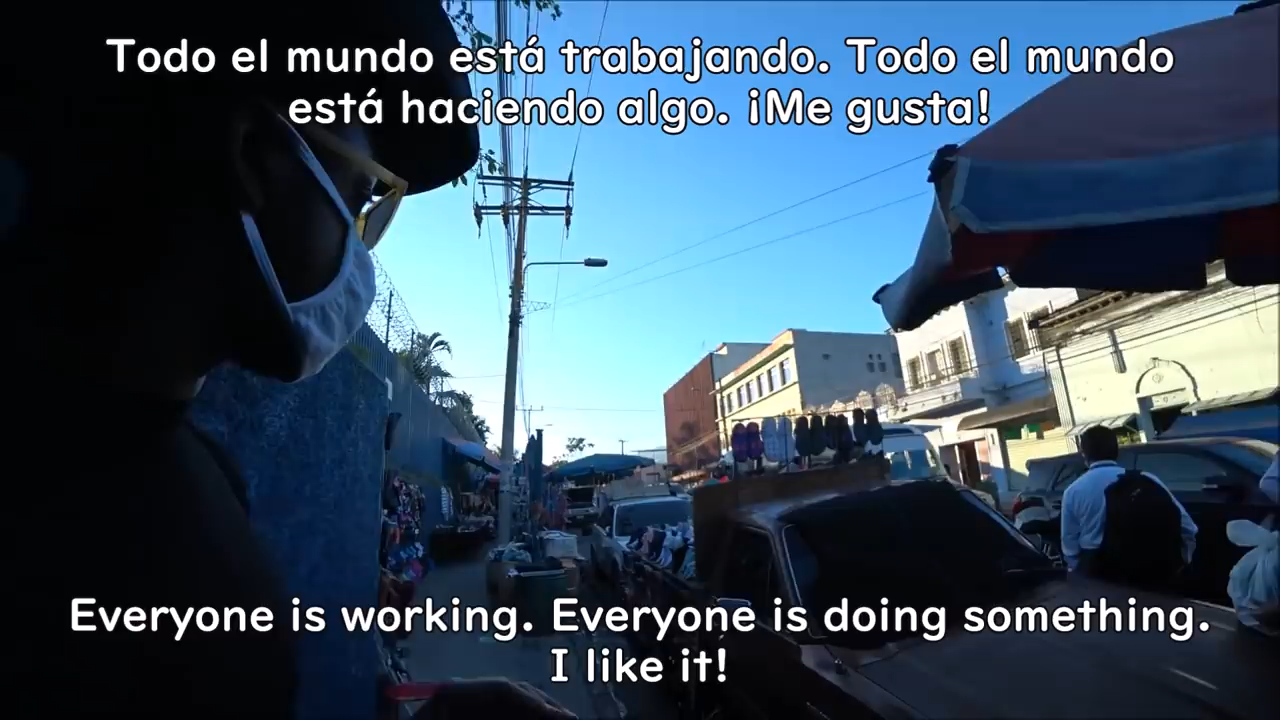 Todo el mundo está trabajando. Todo el mundo
está haciendo algo. ¡Me gusta!
Everyone is working. Everyone is doing something.
I like it!